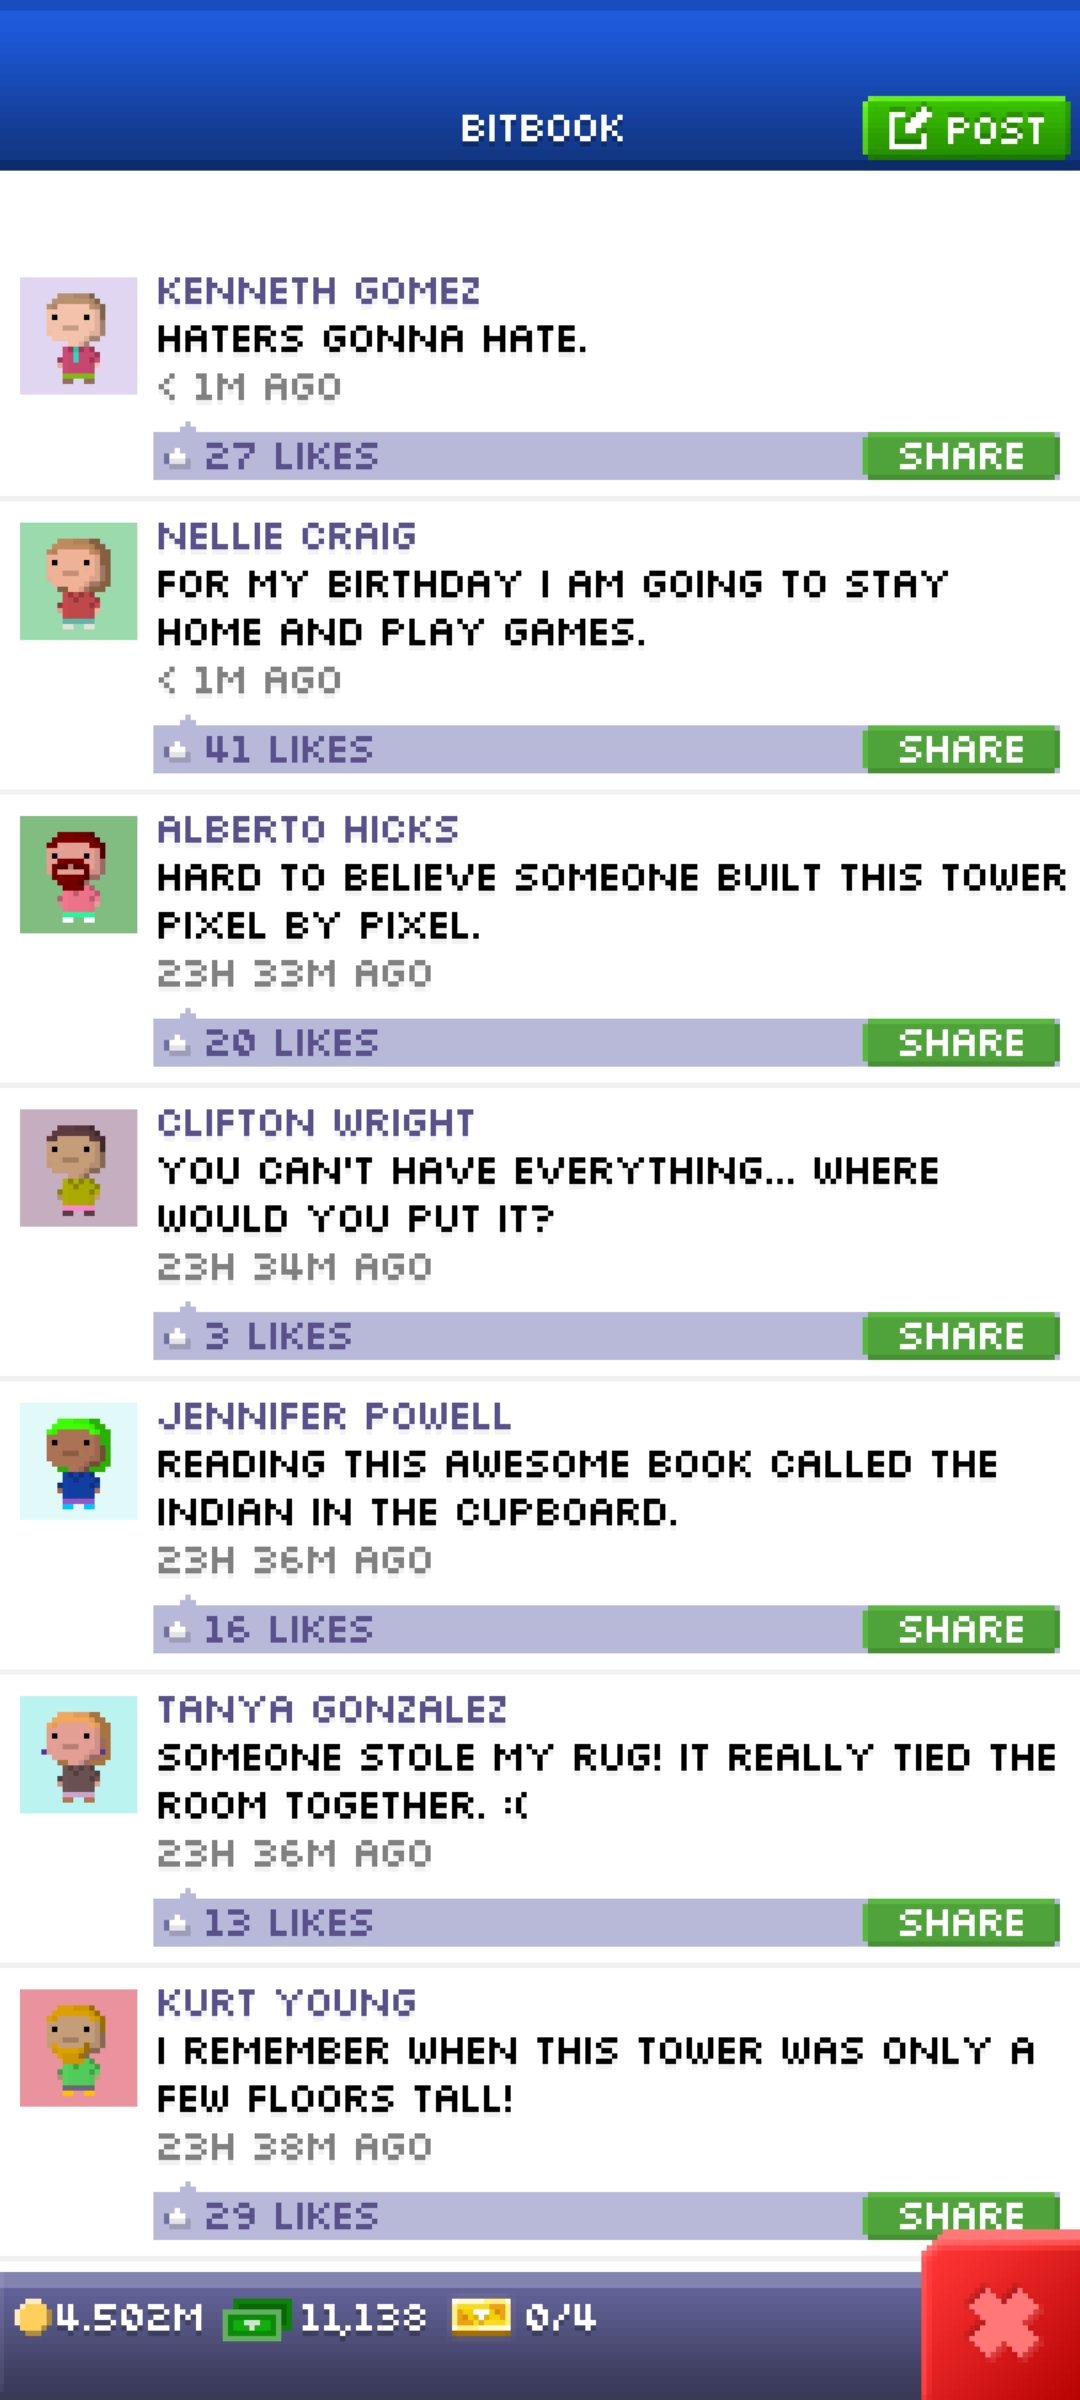 BITBOOK
POST
KENNETH GOMEZ
HATERS GONNA HATE.
< 1M AGO
27 LIKES
SHARE
NELLIE CRAIG
FOR MY BIRTHDAY I AM GOING TO STAY
HOME AND PLAY GAMES.
< 1M AGO
41 LIKES
SHARE
ALBERTO HICKS
HARD TO BELIEVE SOMEONE BUILT THIS TOWER
PIXEL BY PIXEL.
23H 33M AGO
20 LIKES
SHARE
CLIFTON WRIGHT
YOU CAN'T HAVE EVERYTHING... WHERE
WOULD YOU PUT IT?
23H 34M AGO
3 LIKES
SHARE
JENNIFER POWELL
READING THIS AWESOME BOOK CALLED THE
INDIAN IN THE CUPBOARD.
23H 36M AGO
16 LIKES
SHARE
TANYA GONZALEZ
SOMEONE STOLE MY RUG! IT REALLY TIED THE
ROOM TOGETHER. :(
23H 36M AGO
13 LIKES
SHARE
KURT YOUNG
I REMEMBER WHEN THIS TOWER WAS ONLY A
FEW FLOORS TALL!
23H 38M AGO
29 LIKES
SHARE
4.502M 11,138 0/4